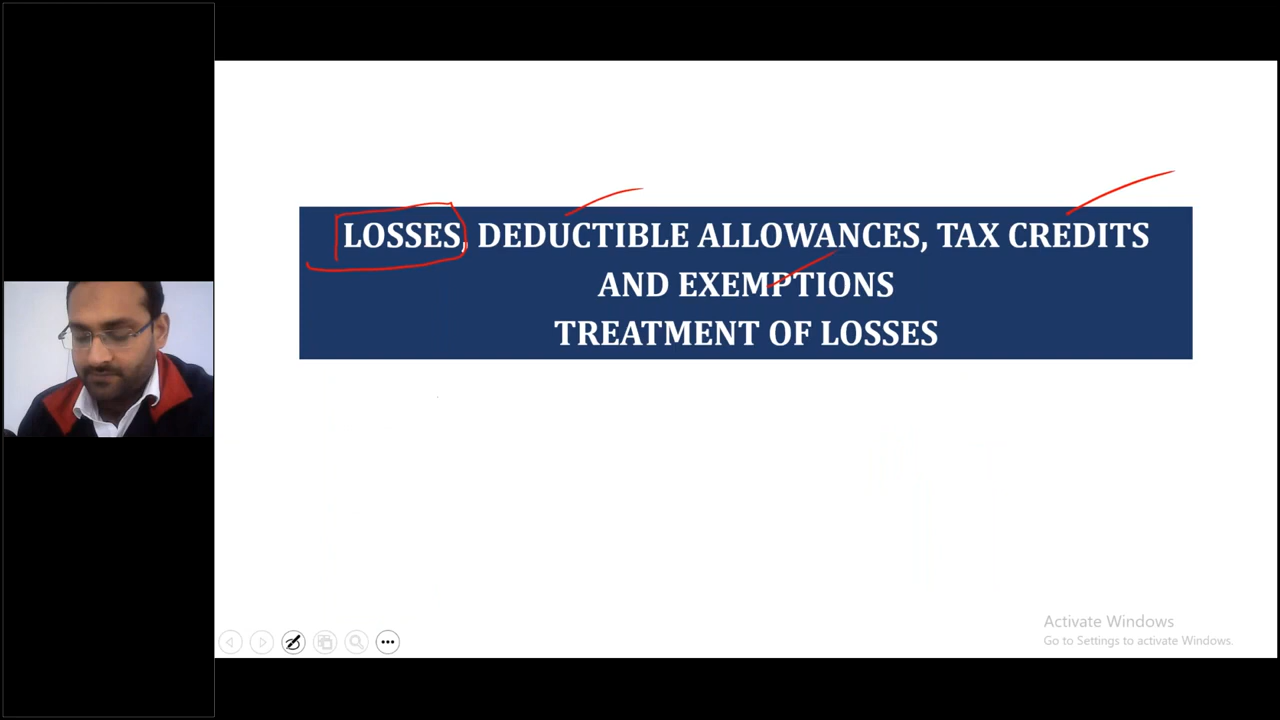 LOSSES, DEDUCTIBLE ALLOWANCES, TAX CREDITS
AND EXEMPTIONS
TREATMENT OF LOSSES
Activate Windows
Go to Settings to activate Windows.